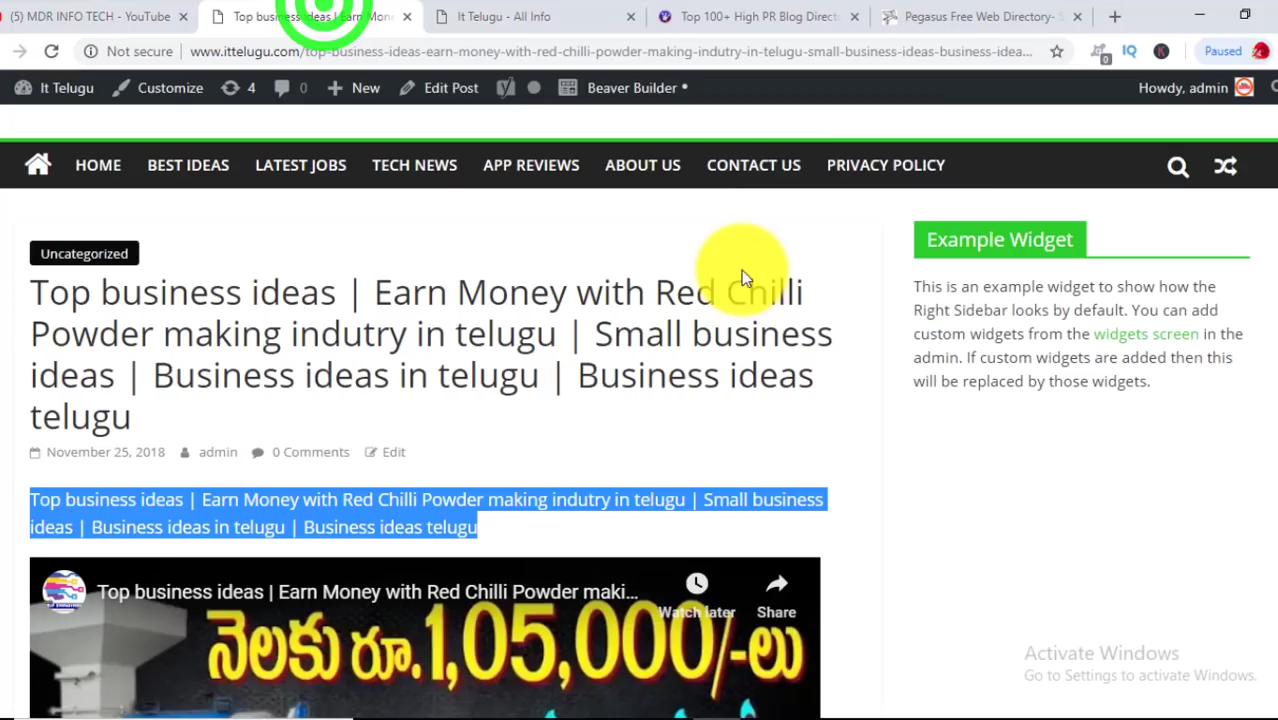 (5) MDR INFO TECH - YouTube
Top business ideas | Earn Mon
It Telugu - All Info
Top 100+ High PR Blog Direct
Pegasus Free Web Directory- S
Not secure
www.ittelugu.com/top-business-ideas-earn-money-with-red-chilli-powder-making-indutry-in-telugu-small-business-ideas-business-idea...
0
IQ
K
Paused
It Telugu
Customize
4
0
New
Edit Post
Beaver Builder
Howdy, admin
HOME
BEST IDEAS
LATEST JOBS
TECH NEWS
APP REVIEWS
ABOUT US
CONTACT US
PRIVACY POLICY
Uncategorized
Top business ideas | Earn Money with Red Chilli
Powder making indutry in telugu | Small business
ideas | Business ideas in telugu | Business ideas
telugu
November 25, 2018
admin
0 Comments
Edit
Top business ideas | Earn Money with Red Chilli Powder making indutry in telugu | Small business
ideas | Business ideas in telugu | Business ideas telugu
Top business ideas | Earn Money with Red Chilli Powder maki...
Watch later
Share
నెలకు రూ.1,05,000/-లు
Example Widget
This is an example widget to show how the
Right Sidebar looks by default. You can add
custom widgets from the widgets screen in the
admin. If custom widgets are added then this
will be replaced by those widgets.
Activate Windows
Go to Settings to activate Windows.